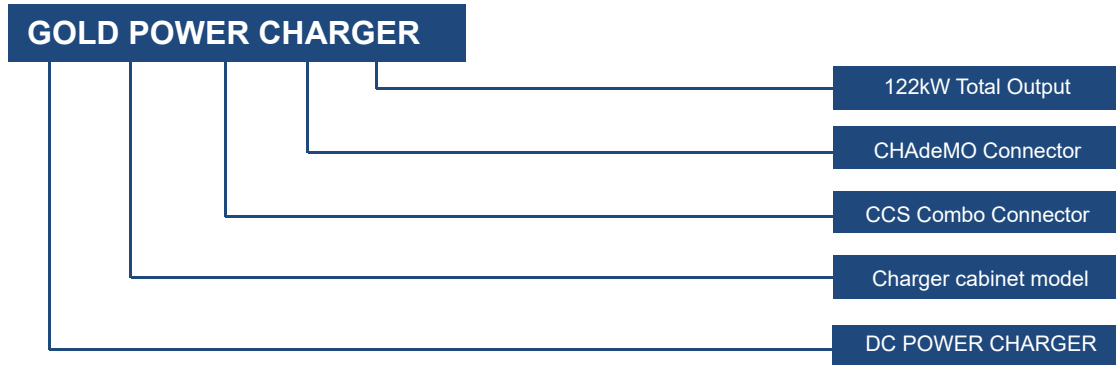 GOLD POWER CHARGER
122kW Total Output
CHAdeMO Connector
CCS Combo Connector
Charger cabinet model
DC POWER CHARGER